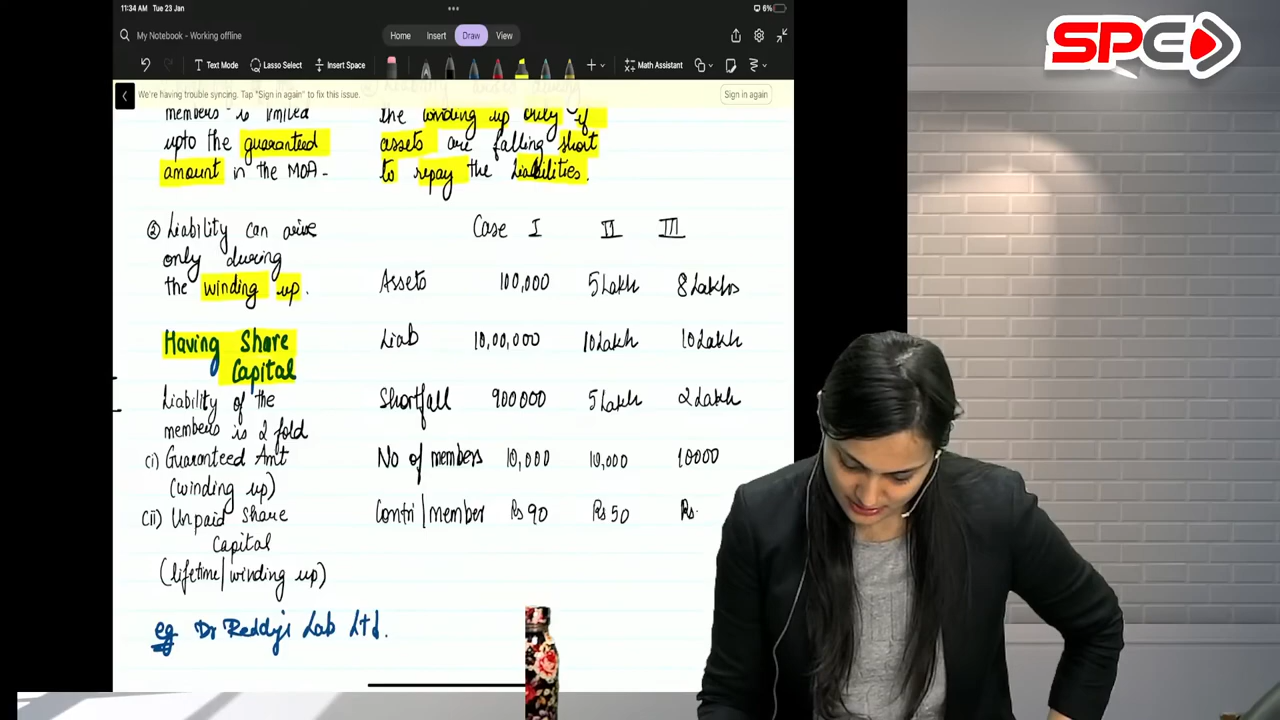 11:34 AM Tue 23 Jan
6%
My Notebook - Working offline
Home Insert Draw View
Text Mode Lasso Select Insert Space Math Assistant
We're having trouble syncing. Tap "Sign in again" to fix this issue. Sign in again
members is limited
upto the guaranteed
amount in the MOA-
② Liability can arise
only during
the winding up.
Having Share
Capital
Liability of the
members is 2 fold
(i) Guaranteed Amt
(winding up)
(ii) Unpaid Share
Capital
(lifetime/winding up)
eg Dr Reddy's Lab Ltd.
the winding up only if
assets are falling short
to repay the Liabilities.
Case I II III
Assets 100,000 5 Lakh 8 Lakhs
Liab 10,00,000 10 Lakh 10 Lakh
Shortfall 900000 5 Lakh 2 Lakh
No of members 10,000 10,000 10000
Contri/member Rs 90 Rs 50 Rs.
SPC